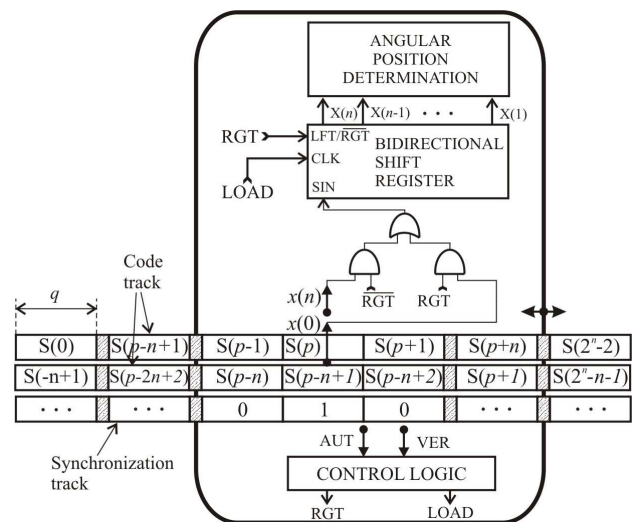 ANGULAR
POSITION
DETERMINATION
X(n) X(n-1) · · · X(1)
RGT
LFT/RGT
BIDIRECTIONAL
SHIFT
REGISTER
CLK
LOAD
SIN
Code
track
q
x(n)
RGT
RGT
x(0)
S(0) S(p-n+1) S(p-1) S(p) S(p+1) S(p+n) S(2ⁿ-2)
S(-n+1) S(p-2n+2) S(p-n) S(p-n+1) S(p-n+2) S(p+1) S(2ⁿ-n-1)
· · · · · · 0 1 0 · · · · · ·
AUT VER
Synchronization
track
CONTROL LOGIC
RGT LOAD